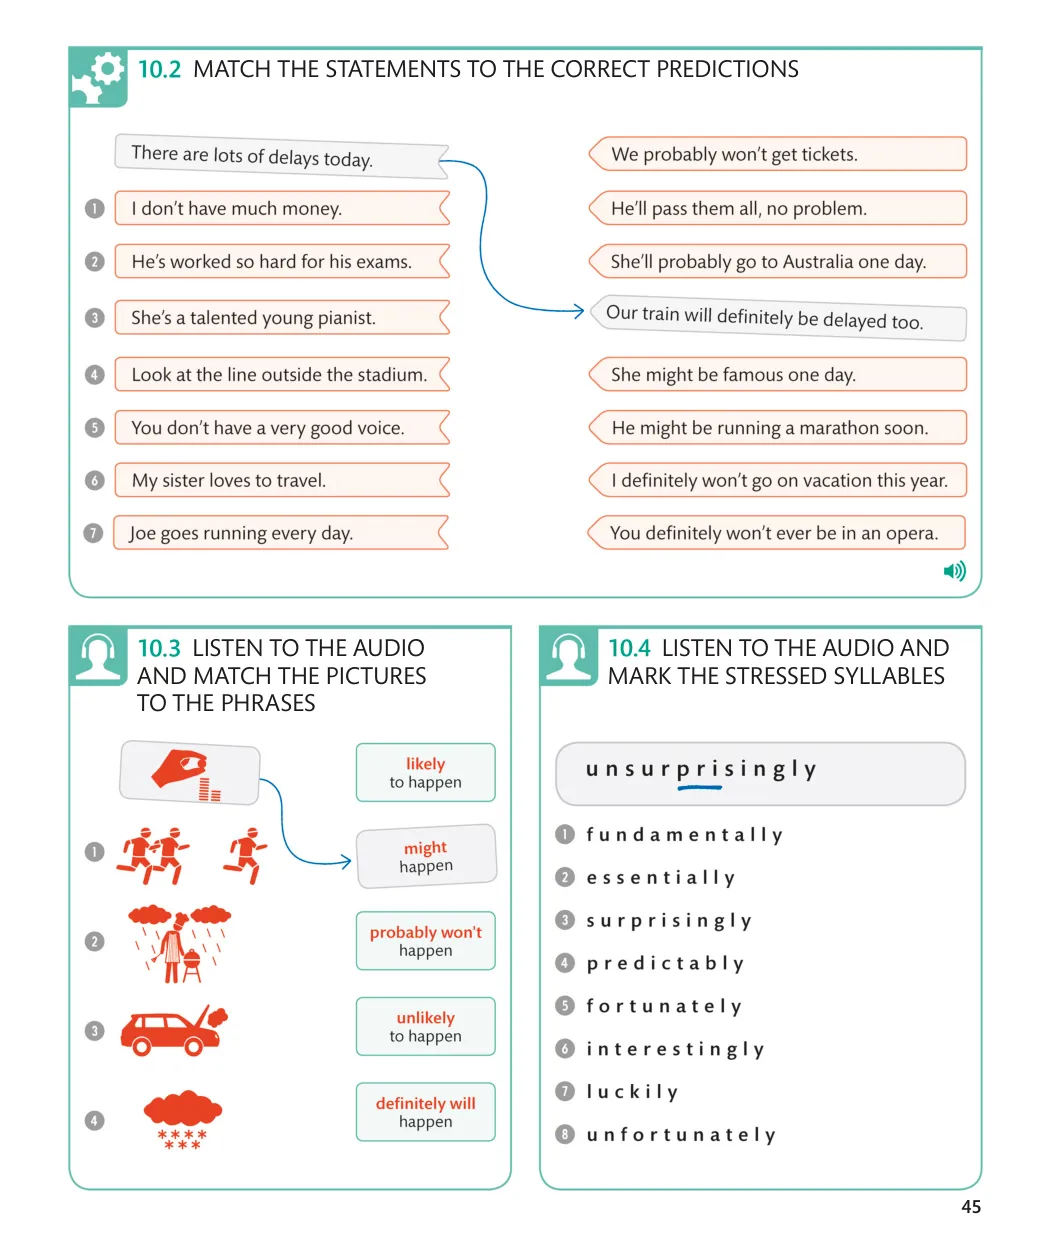 10.2 MATCH THE STATEMENTS TO THE CORRECT PREDICTIONS
There are lots of delays today.
We probably won't get tickets.
1 I don't have much money.
He'll pass them all, no problem.
2 He's worked so hard for his exams.
She'll probably go to Australia one day.
3 She's a talented young pianist.
Our train will definitely be delayed too.
4 Look at the line outside the stadium.
She might be famous one day.
5 You don't have a very good voice.
He might be running a marathon soon.
6 My sister loves to travel.
I definitely won't go on vacation this year.
7 Joe goes running every day.
You definitely won't ever be in an opera.
10.3 LISTEN TO THE AUDIO
AND MATCH THE PICTURES
TO THE PHRASES
likely
to happen
1
might
happen
2
probably won't
happen
3
unlikely
to happen
4
definitely will
happen
10.4 LISTEN TO THE AUDIO AND
MARK THE STRESSED SYLLABLES
unsurprisingly
1 fundamentally
2 essentially
3 surprisingly
4 predictably
5 fortunately
6 interestingly
7 luckily
8 unfortunately
45